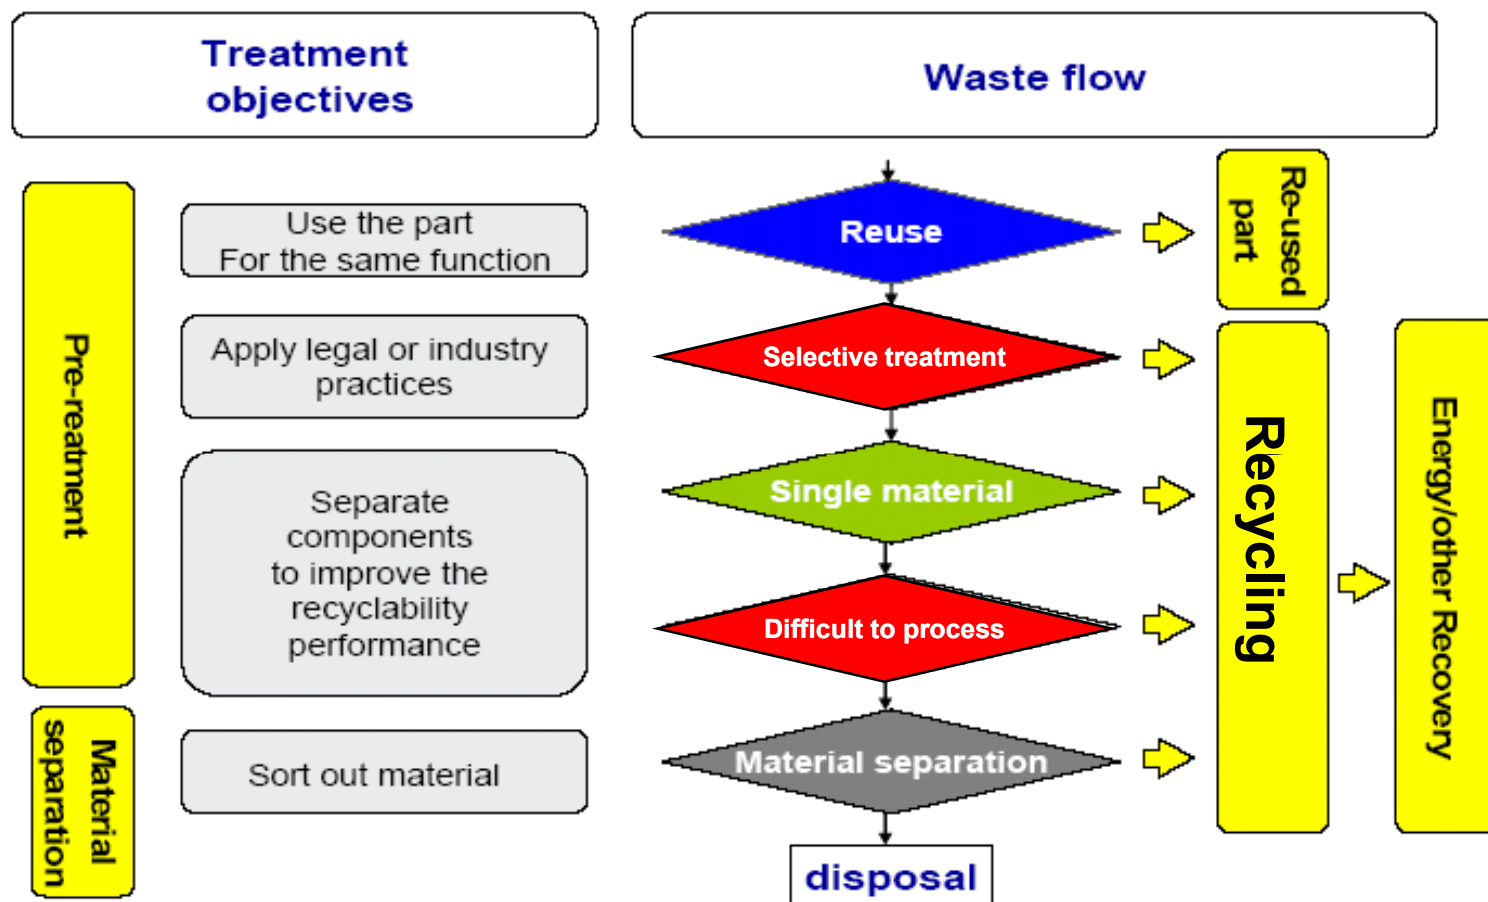 Treatment
objectives
Waste flow
Pre-reatment
Use the part
For the same function
Reuse
Re-used
part
Apply legal or industry
practices
Selective treatment
Recycling
Energy/other Recovery
Separate
components
to improve the
recyclability
performance
Single material
Difficult to process
Material
separation
Sort out material
Material separation
disposal